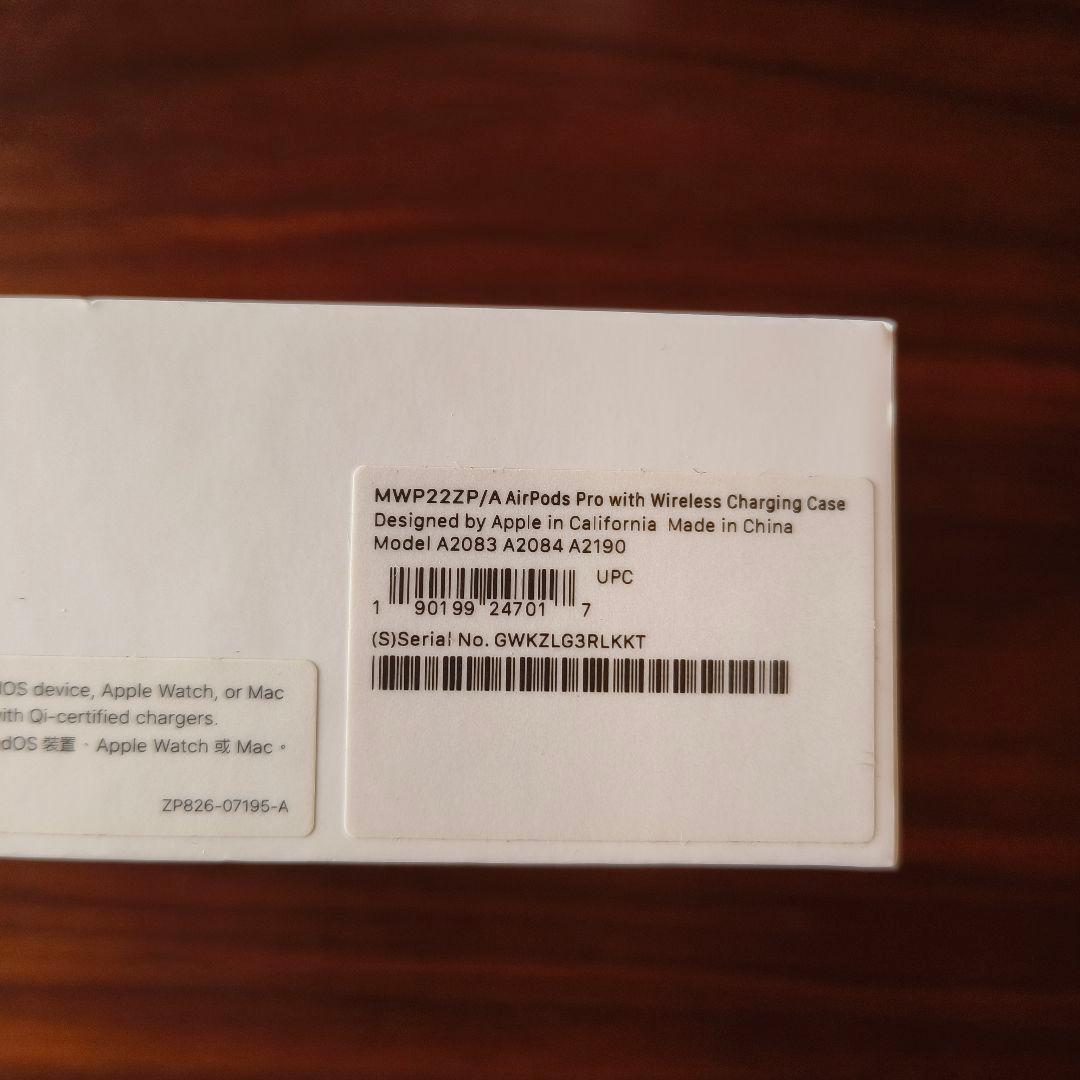 MWP22ZP/A AirPods Pro with Wireless Charging Case
Designed by Apple in California Made in China
Model A2083 A2084 A2190
UPC
1 90199 24701 7
(S)Serial No. GWKZLG3RLKKT
device, Apple Watch, or Mac
with Qi-certified chargers.
裝置、Apple Watch 或 Mac。
ZP826-07195-A